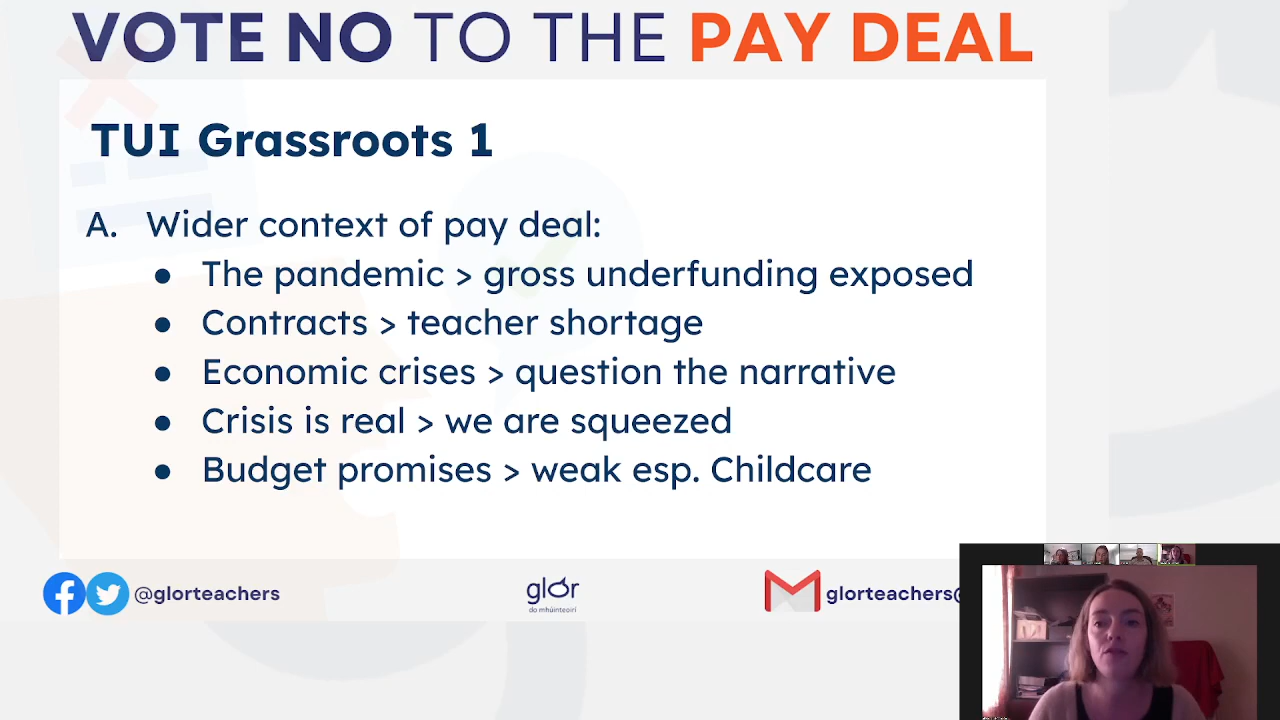 VOTE NO TO THE PAY DEAL
TUI Grassroots 1
A. Wider context of pay deal:
● The pandemic > gross underfunding exposed
● Contracts > teacher shortage
● Economic crises > question the narrative
● Crisis is real > we are squeezed
● Budget promises > weak esp. Childcare
@glorteachers
glór
do mhúinteoirí
glorteachers@